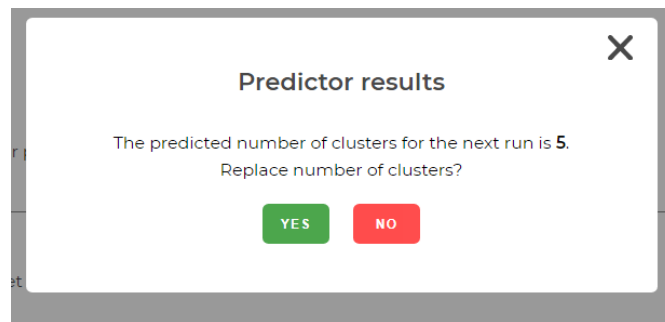 Predictor results
The predicted number of clusters for the next run is 5.
Replace number of clusters?
YES NO